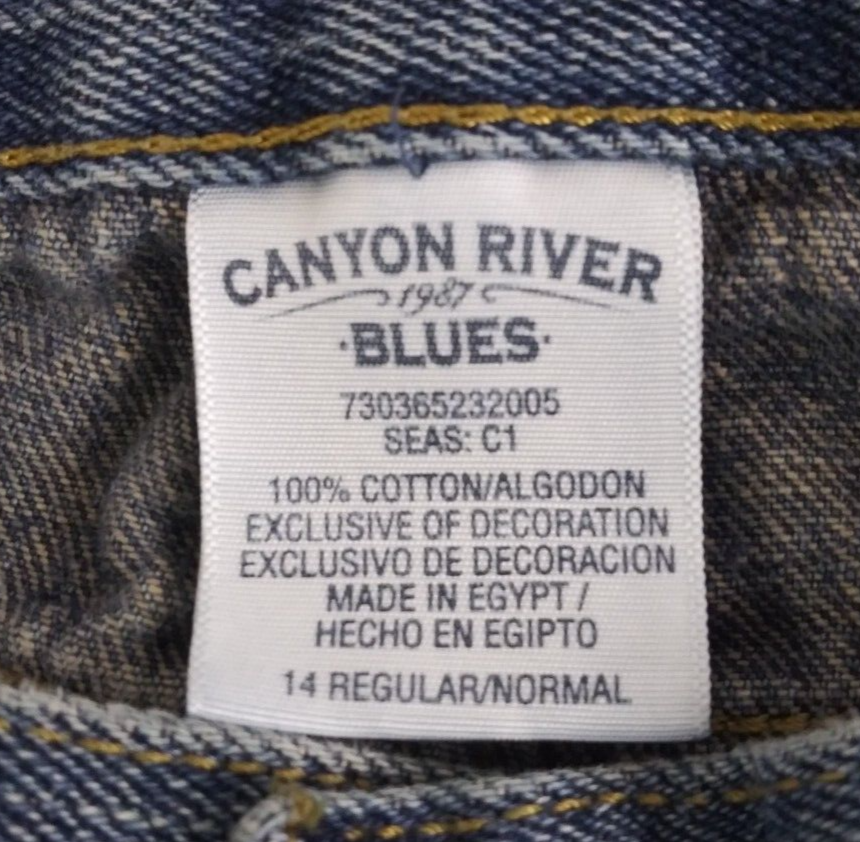 CANYON RIVER
1987
·BLUES·
730365232005
SEAS: C1
100% COTTON/ALGODON
EXCLUSIVE OF DECORATION
EXCLUSIVO DE DECORACION
MADE IN EGYPT /
HECHO EN EGIPTO
14 REGULAR/NORMAL